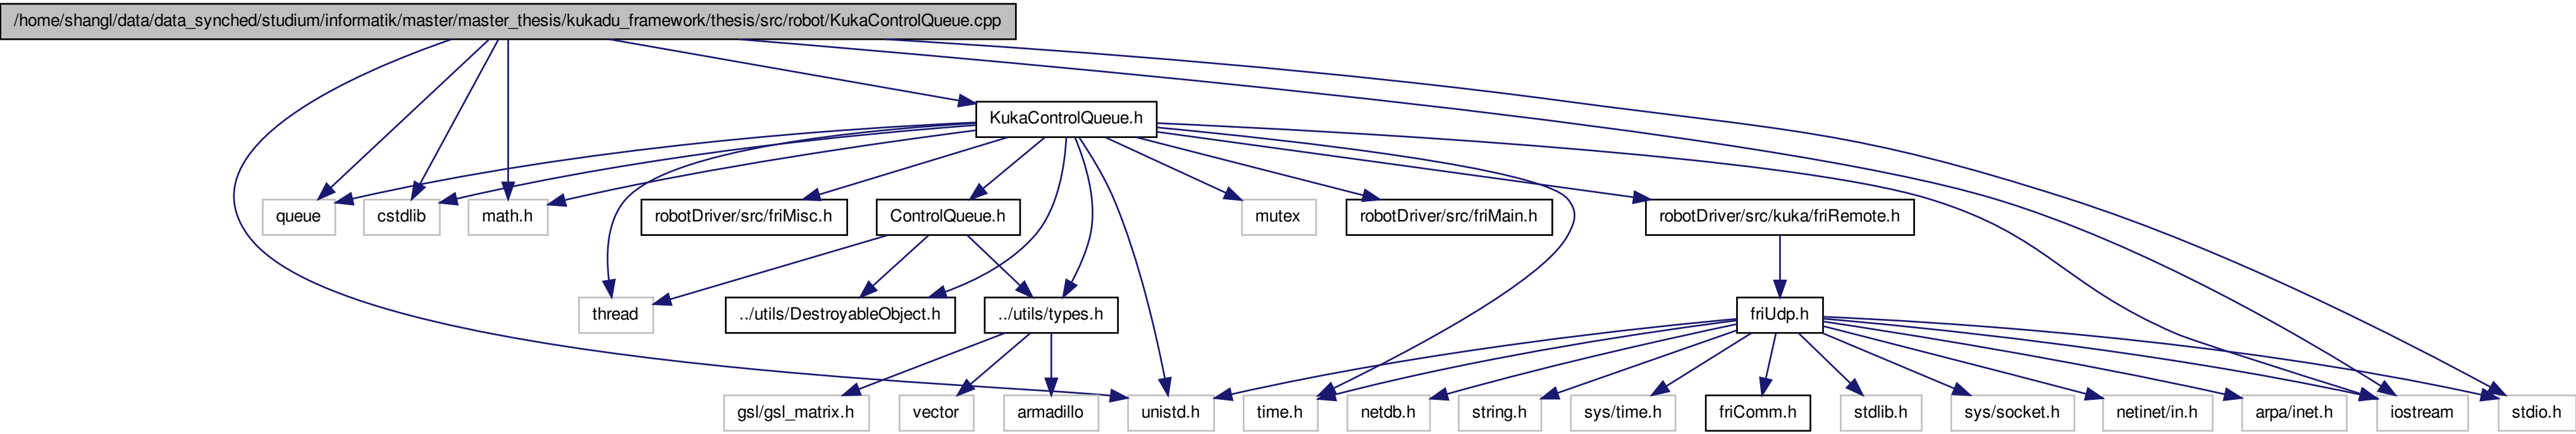 /home/shangl/data/data_synched/studium/informatik/master/master_thesis/kukadu_framework/thesis/src/robot/KukaControlQueue.cpp
KukaControlQueue.h
queue
cstdlib
math.h
robotDriver/src/friMisc.h
ControlQueue.h
mutex
robotDriver/src/friMain.h
robotDriver/src/kuka/friRemote.h
thread
../utils/DestroyableObject.h
../utils/types.h
friUdp.h
gsl/gsl_matrix.h
vector
armadillo
unistd.h
time.h
netdb.h
string.h
sys/time.h
friComm.h
stdlib.h
sys/socket.h
netinet/in.h
arpa/inet.h
iostream
stdio.h